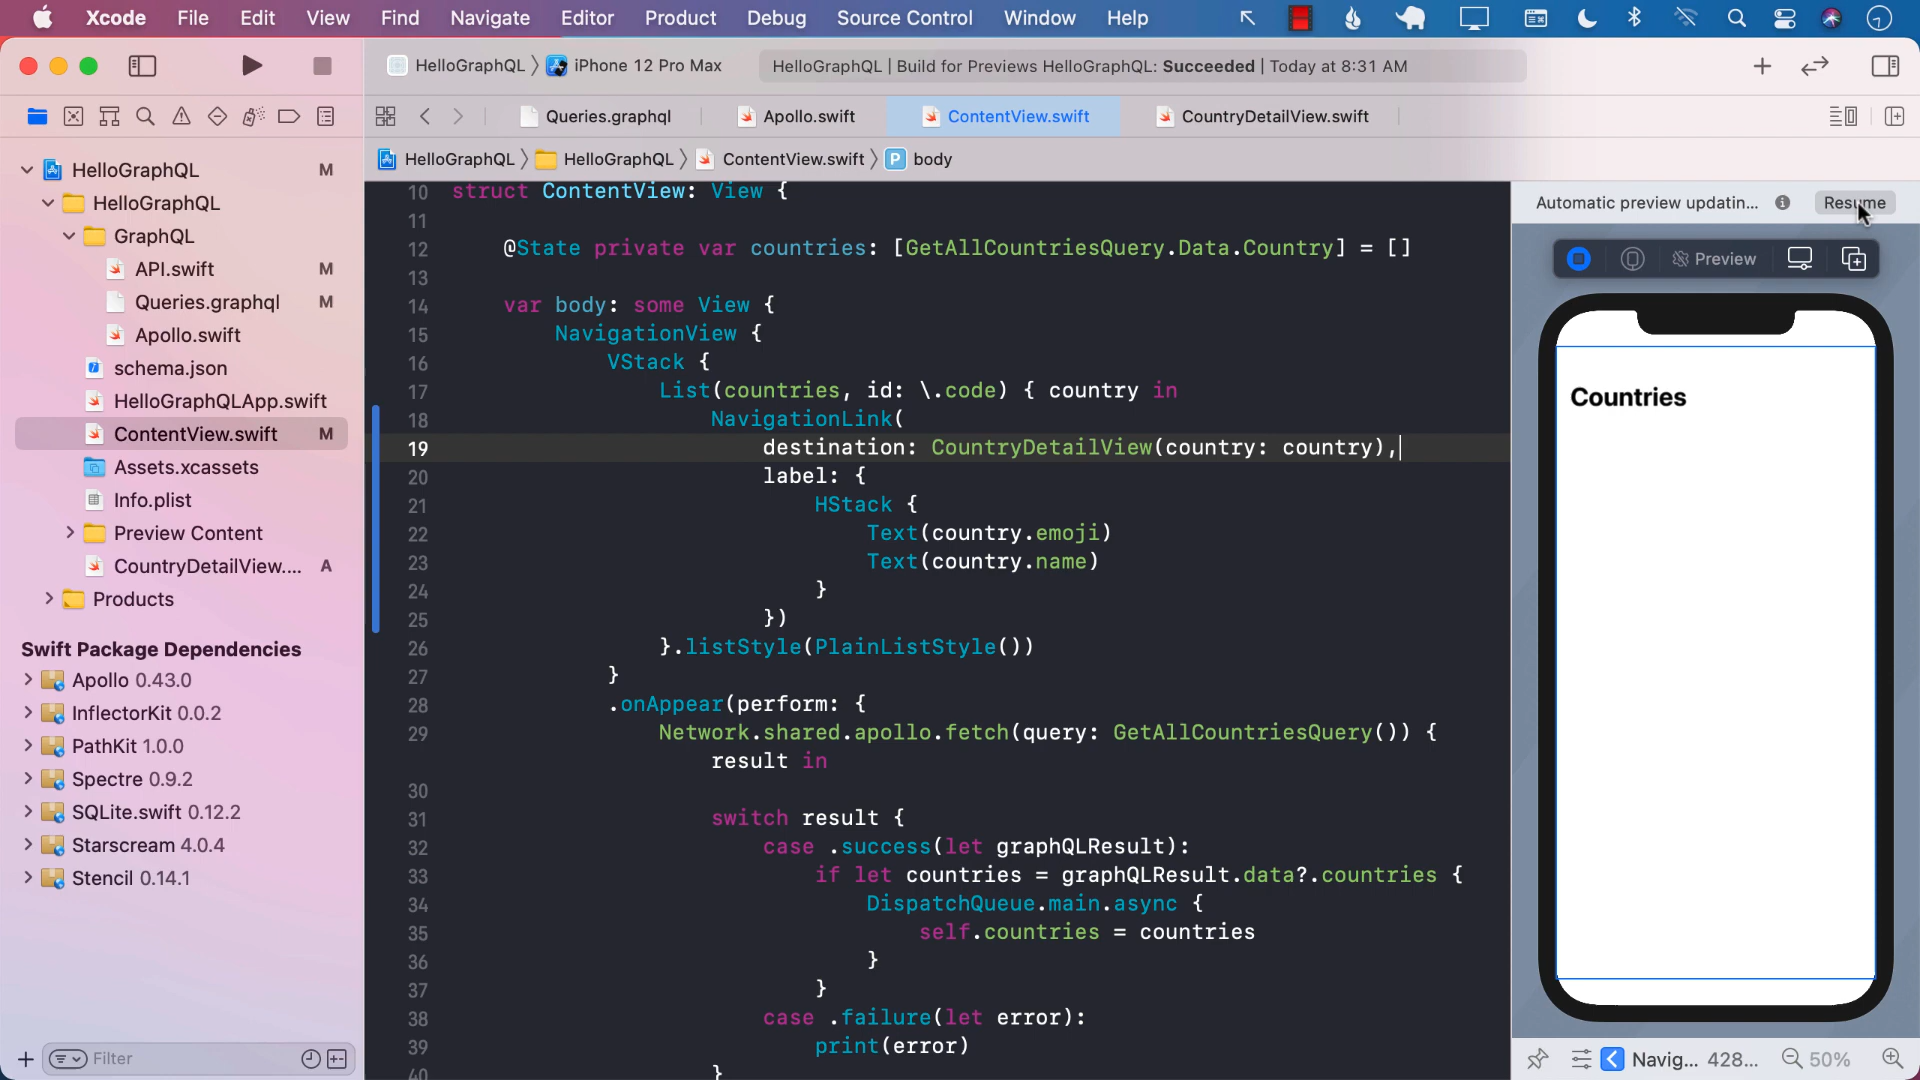 Xcode File Edit View Find Navigate Editor Product Debug Source Control Window Help
HelloGraphQL iPhone 12 Pro Max HelloGraphQL | Build for Previews HelloGraphQL: Succeeded | Today at 8:31 AM
Queries.graphql Apollo.swift ContentView.swift CountryDetailView.swift
HelloGraphQL HelloGraphQL ContentView.swift P body
HelloGraphQL M
HelloGraphQL
GraphQL
API.swift M
Queries.graphql M
Apollo.swift
schema.json
HelloGraphQLApp.swift
ContentView.swift M
Assets.xcassets
Info.plist
Preview Content
CountryDetailView.... A
Products
Swift Package Dependencies
Apollo 0.43.0
InflectorKit 0.0.2
PathKit 1.0.0
Spectre 0.9.2
SQLite.swift 0.12.2
Starscream 4.0.4
Stencil 0.14.1
Filter
10 struct ContentView: View {
11
12 @State private var countries: [GetAllCountriesQuery.Data.Country] = []
13
14 var body: some View {
15 NavigationView {
16 VStack {
17 List(countries, id: \.code) { country in
18 NavigationLink(
19 destination: CountryDetailView(country: country),
20 label: {
21 HStack {
22 Text(country.emoji)
23 Text(country.name)
24 }
25 })
26 }.listStyle(PlainListStyle())
27 }
28 .onAppear(perform: {
29 Network.shared.apollo.fetch(query: GetAllCountriesQuery()) {
result in
30
31 switch result {
32 case .success(let graphQLResult):
33 if let countries = graphQLResult.data?.countries {
34 DispatchQueue.main.async {
35 self.countries = countries
36 }
37 }
38 case .failure(let error):
39 print(error)
40 }
Automatic preview updatin... Resume
Preview
Countries
Navig... 428... 50%